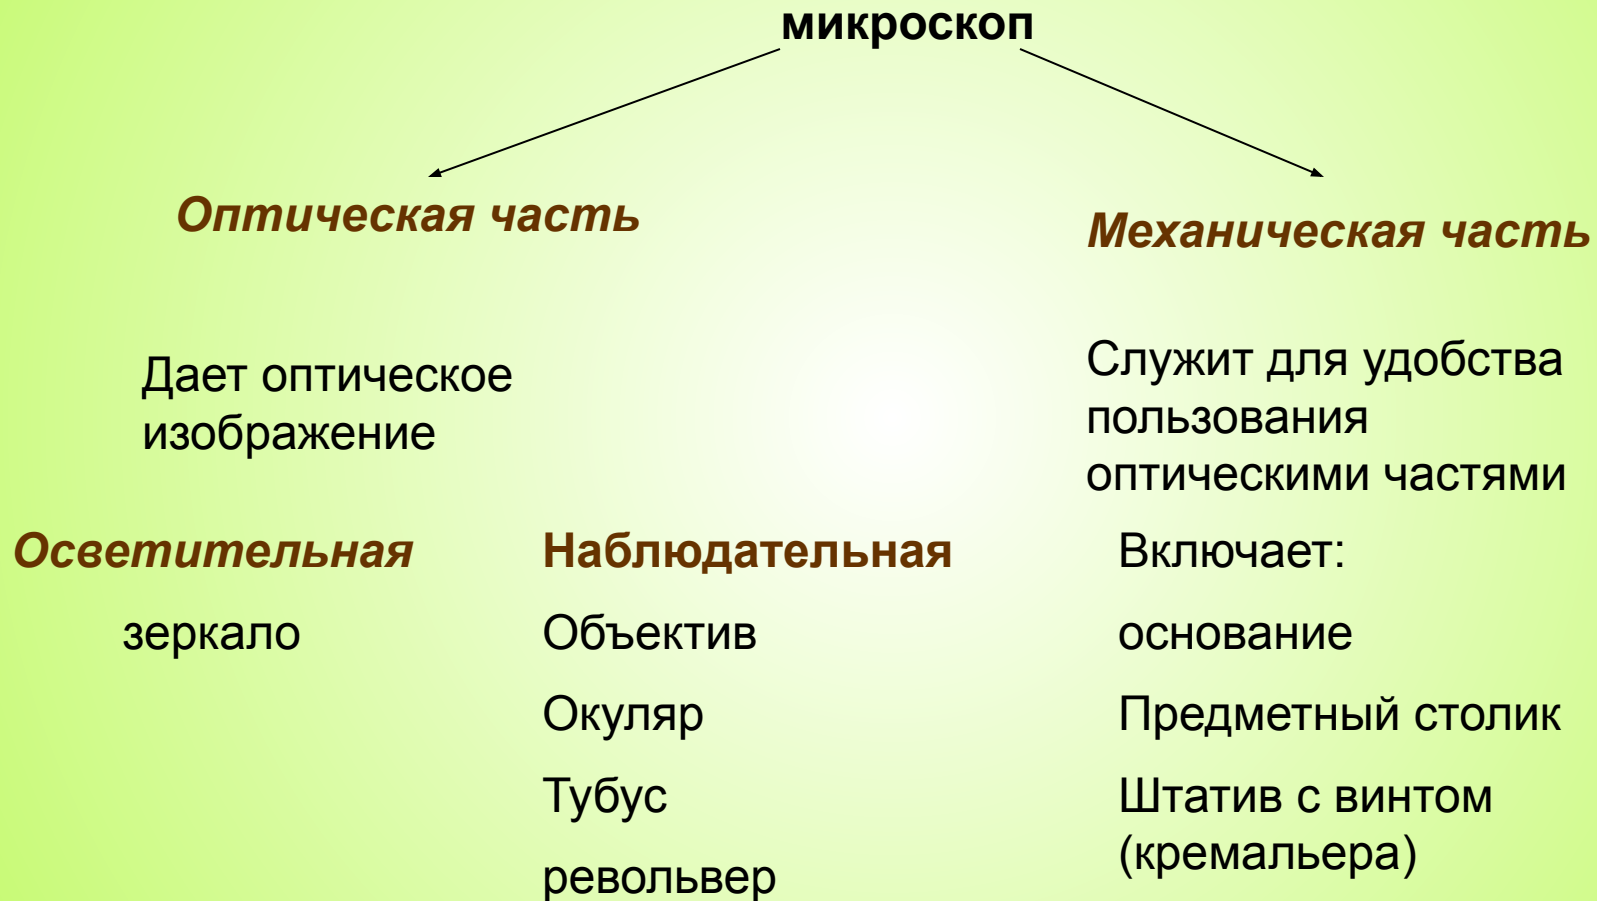 микроскоп
Оптическая часть
Механическая часть
Дает оптическое
изображение
Служит для удобства
пользования
оптическими частями
Осветительная
зеркало
Наблюдательная
Объектив
Окуляр
Тубус
револьвер
Включает:
основание
Предметный столик
Штатив с винтом
(кремальера)